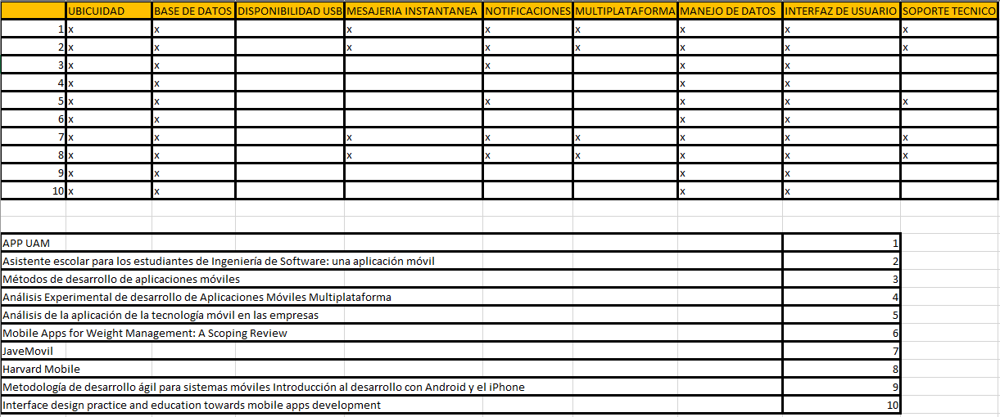 UBICUIDAD BASE DE DATOS DISPONIBILIDAD USB MESAJERIA INSTANTANEA NOTIFICACIONES MULTIPLATAFORMA MANEJO DE DATOS INTERFAZ DE USUARIO SOPORTE TECNICO
1 x x x x x x x x
2 x x x x x x x x
3 x x x x x
4 x x x x
5 x x x x x x
6 x x x x
7 x x x x x x x x
8 x x x x x x x x
9 x x x x
10 x x x x
APP UAM 1
Asistente escolar para los estudiantes de Ingeniería de Software: una aplicación móvil 2
Métodos de desarrollo de aplicaciones móviles 3
Análisis Experimental de desarrollo de Aplicaciones Móviles Multiplataforma 4
Análisis de la aplicación de la tecnología móvil en las empresas 5
Mobile Apps for Weight Management: A Scoping Review 6
JaveMovil 7
Harvard Mobile 8
Metodología de desarrollo ágil para sistemas móviles Introducción al desarrollo con Android y el iPhone 9
Interface design practice and education towards mobile apps development 10